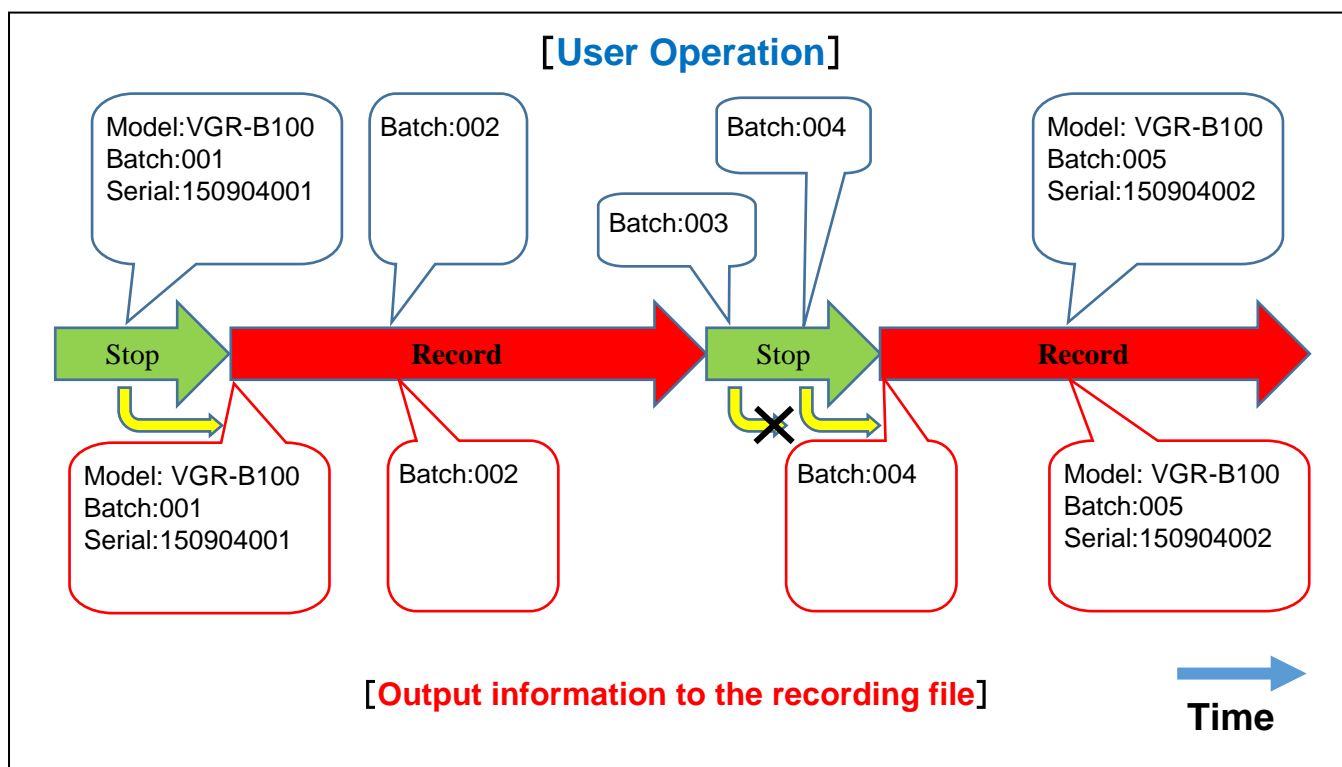 [User Operation]
Model:VGR-B100
Batch:001
Serial:150904001
Batch:002
Batch:003
Batch:004
Model: VGR-B100
Batch:005
Serial:150904002
Stop
Record
Stop
Record
Model: VGR-B100
Batch:001
Serial:150904001
Batch:002
Batch:004
Model: VGR-B100
Batch:005
Serial:150904002
[Output information to the recording file]
Time